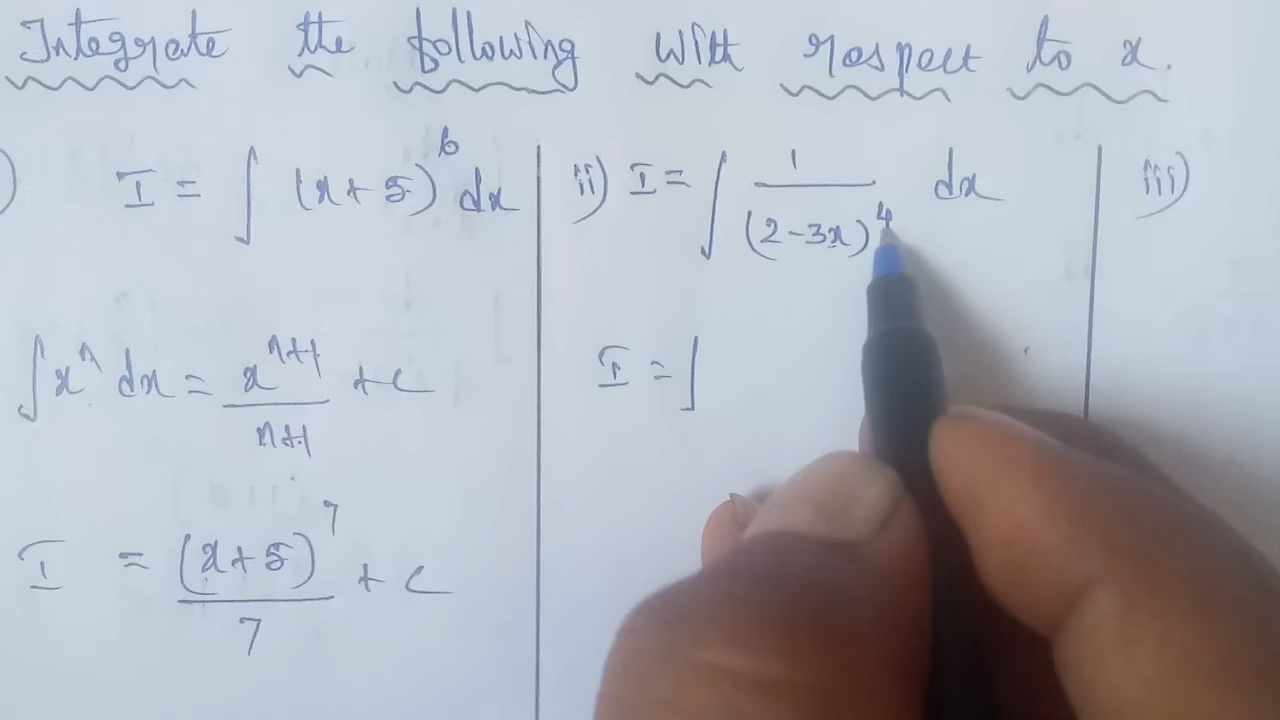 Integrate the following with respect to x.
) I = ∫ (x+5)^6 dx
∫x^n dx = x^(n+1)/(n+1) + c
I = (x+5)^7/7 + c
ii) I = ∫ 1/(2-3x)^4 dx
I = ∫
iii)